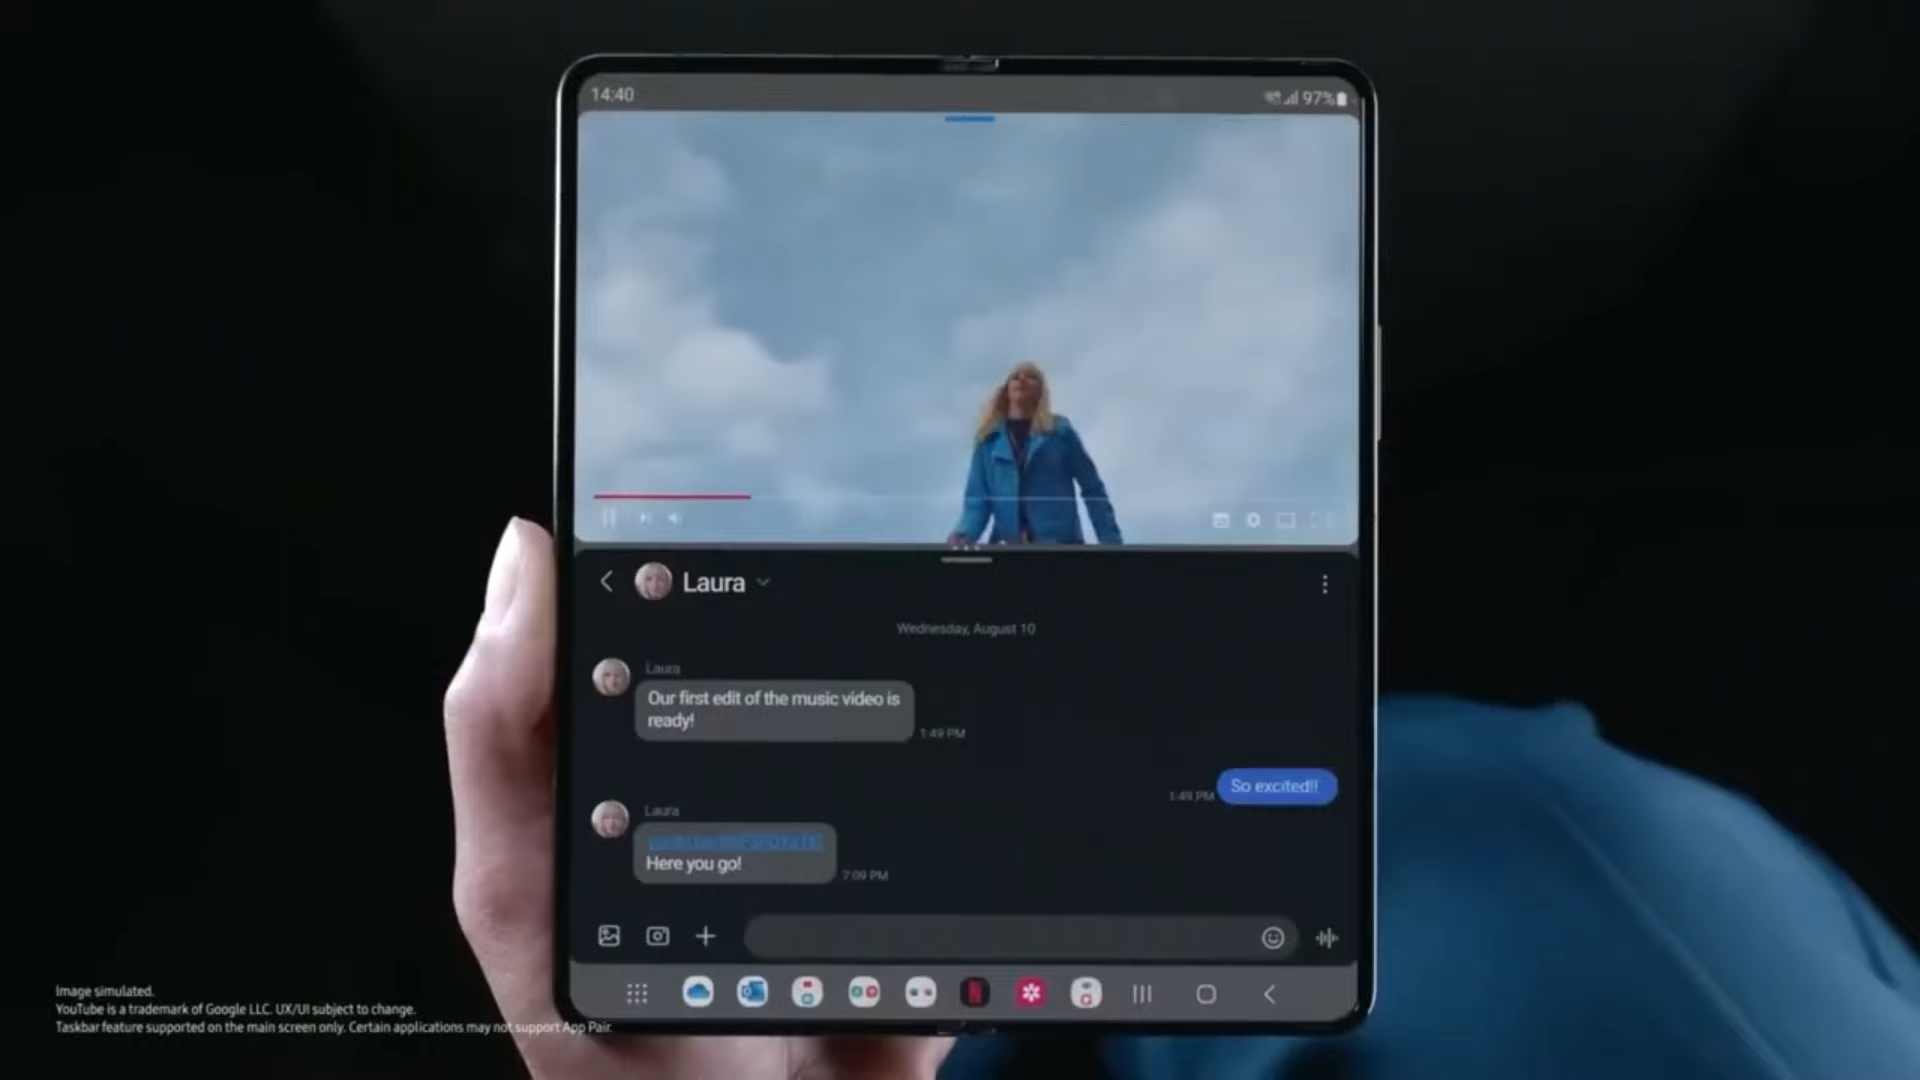 14:40
97%
Laura
Wednesday, August 10
Laura
Our first edit of the music video is
ready!
1:49 PM
So excited!!
1:49 PM
Laura
Here you go!
7:09 PM
Image simulated.
YouTube is a trademark of Google LLC. UX/UI subject to change.
Taskbar feature supported on the main screen only. Certain applications may not support App Pair.